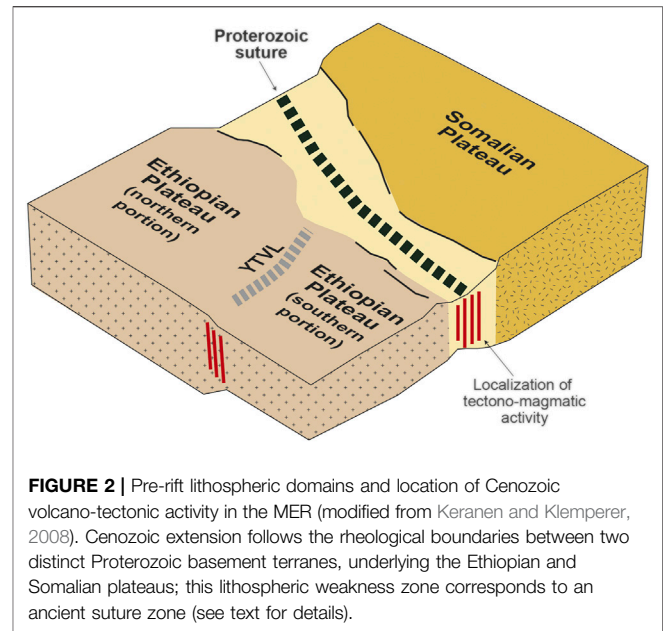 Proterozoic
suture
Somalian
Plateau
Ethiopian
Plateau
(northern
portion)
YTVL
Ethiopian
Plateau
(southern
portion)
Localization of
tectono-magmatic
activity
FIGURE 2 | Pre-rift lithospheric domains and location of Cenozoic
volcano-tectonic activity in the MER (modified from Keranen and Klemperer,
2008). Cenozoic extension follows the rheological boundaries between two
distinct Proterozoic basement terranes, underlying the Ethiopian and
Somalian plateaus; this lithospheric weakness zone corresponds to an
ancient suture zone (see text for details).